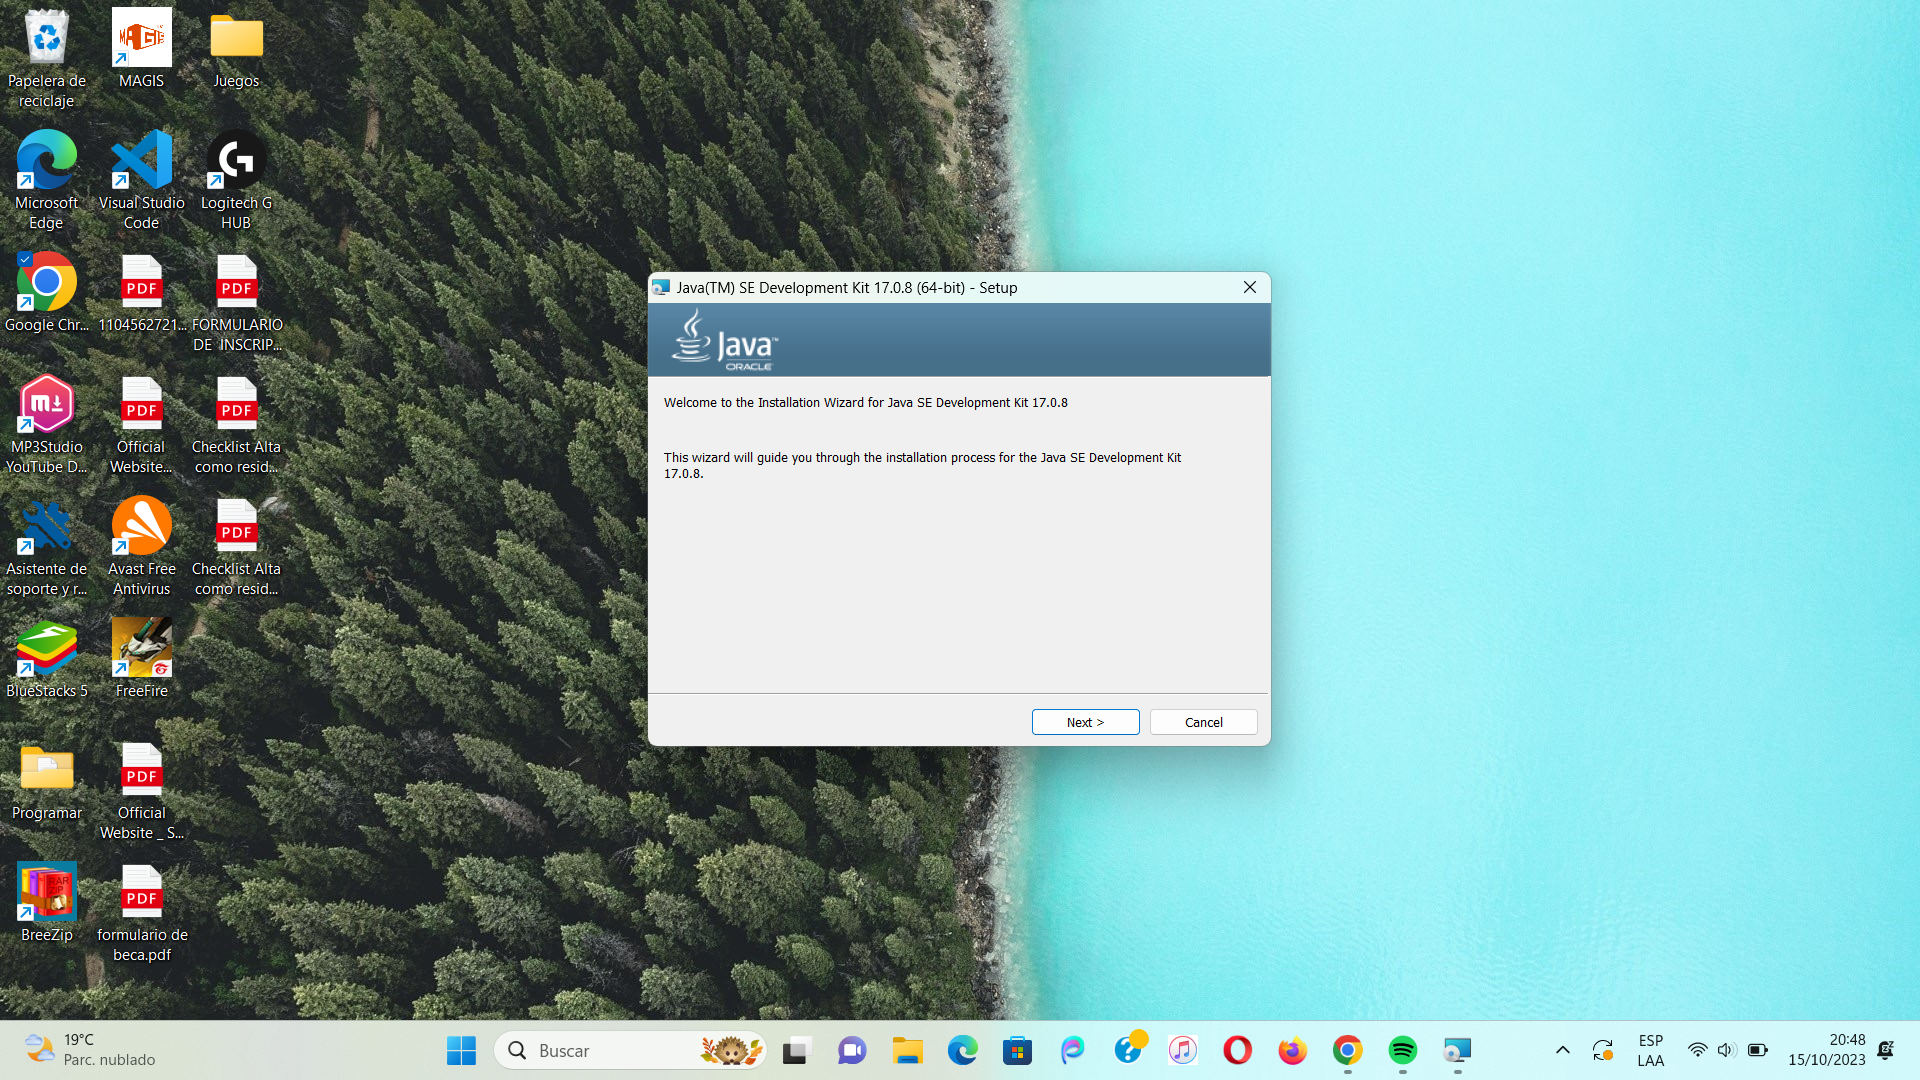 Papelera de
reciclaje
MAGIS
Juegos
Microsoft
Edge
Visual Studio
Code
Logitech G
HUB
Google Chr...
PDF
1104562721...
PDF
FORMULARIO
DE INSCRIP...
MP3Studio
YouTube D...
PDF
Official
Website...
PDF
Checklist Alta
como resid...
Asistente de
soporte y r...
Avast Free
Antivirus
PDF
Checklist Alta
como resid...
BlueStacks 5
FreeFire
Programar
PDF
Official
Website _ S...
BreeZip
PDF
formulario de
beca.pdf
Java(TM) SE Development Kit 17.0.8 (64-bit) - Setup
Java™
ORACLE
Welcome to the Installation Wizard for Java SE Development Kit 17.0.8
This wizard will guide you through the installation process for the Java SE Development Kit
17.0.8.
Next >
Cancel
19°C
Parc. nublado
Buscar
ESP
LAA
20:48
15/10/2023